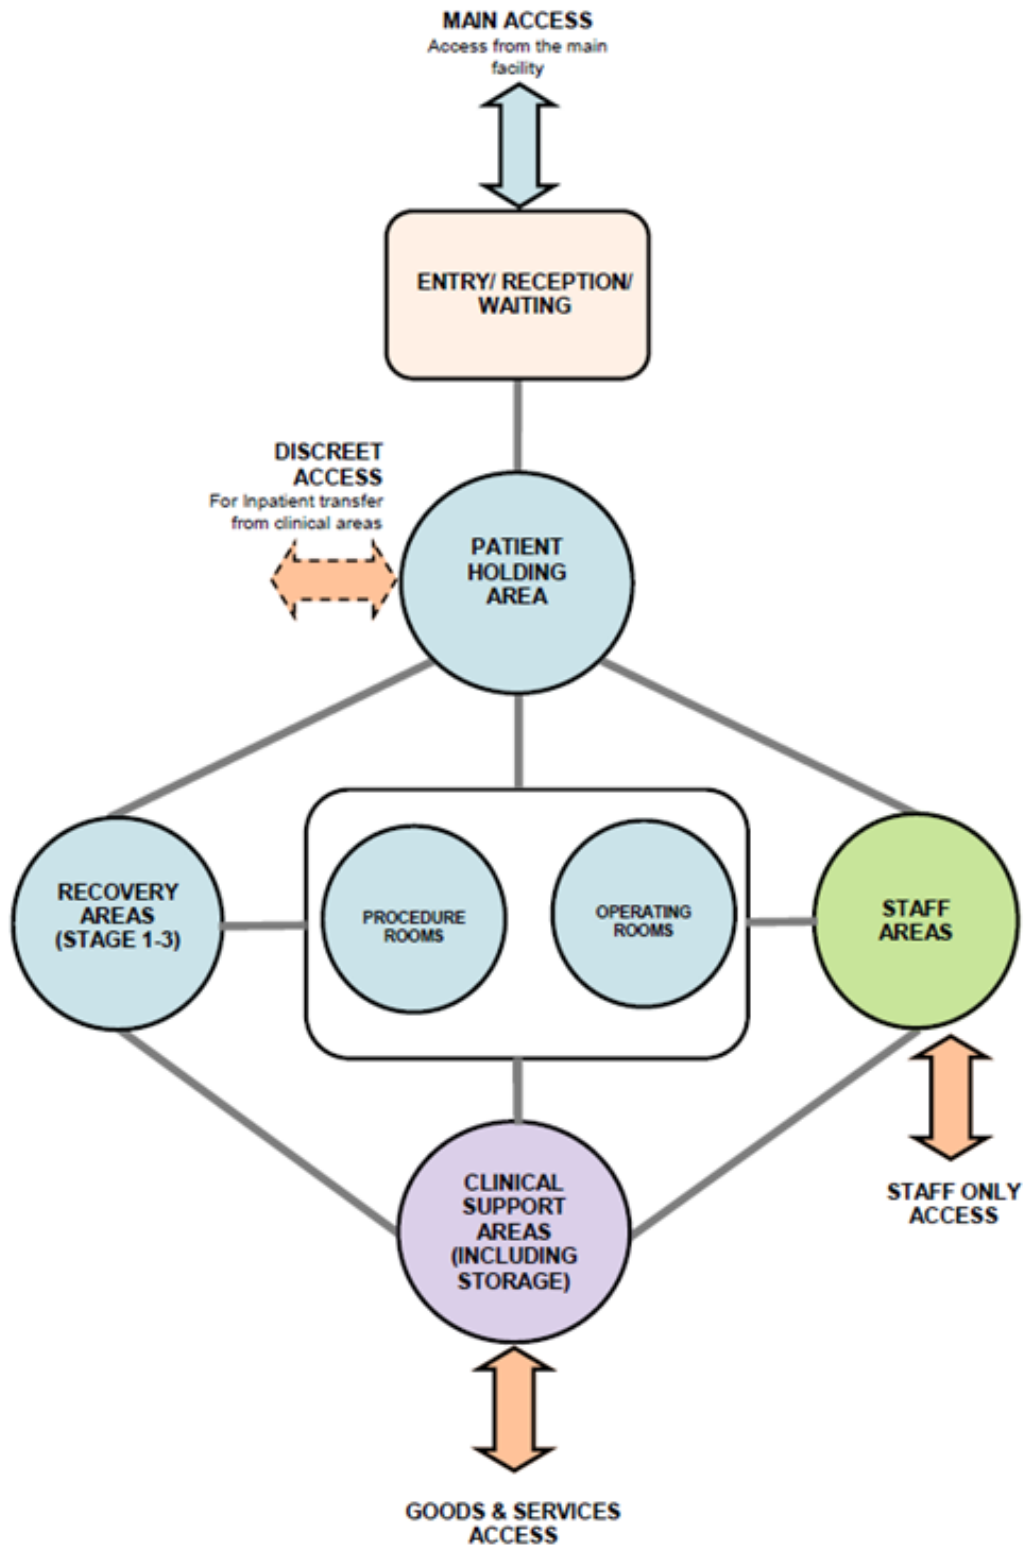 MAIN ACCESS
Access from the main
facility
ENTRY/ RECEPTION/
WAITING
DISCREET
ACCESS
For Inpatient transfer
from clinical areas
PATIENT
HOLDING
AREA
RECOVERY
AREAS
(STAGE 1-3)
PROCEDURE
ROOMS
OPERATING
ROOMS
STAFF
AREAS
CLINICAL
SUPPORT
AREAS
(INCLUDING
STORAGE)
STAFF ONLY
ACCESS
GOODS & SERVICES
ACCESS